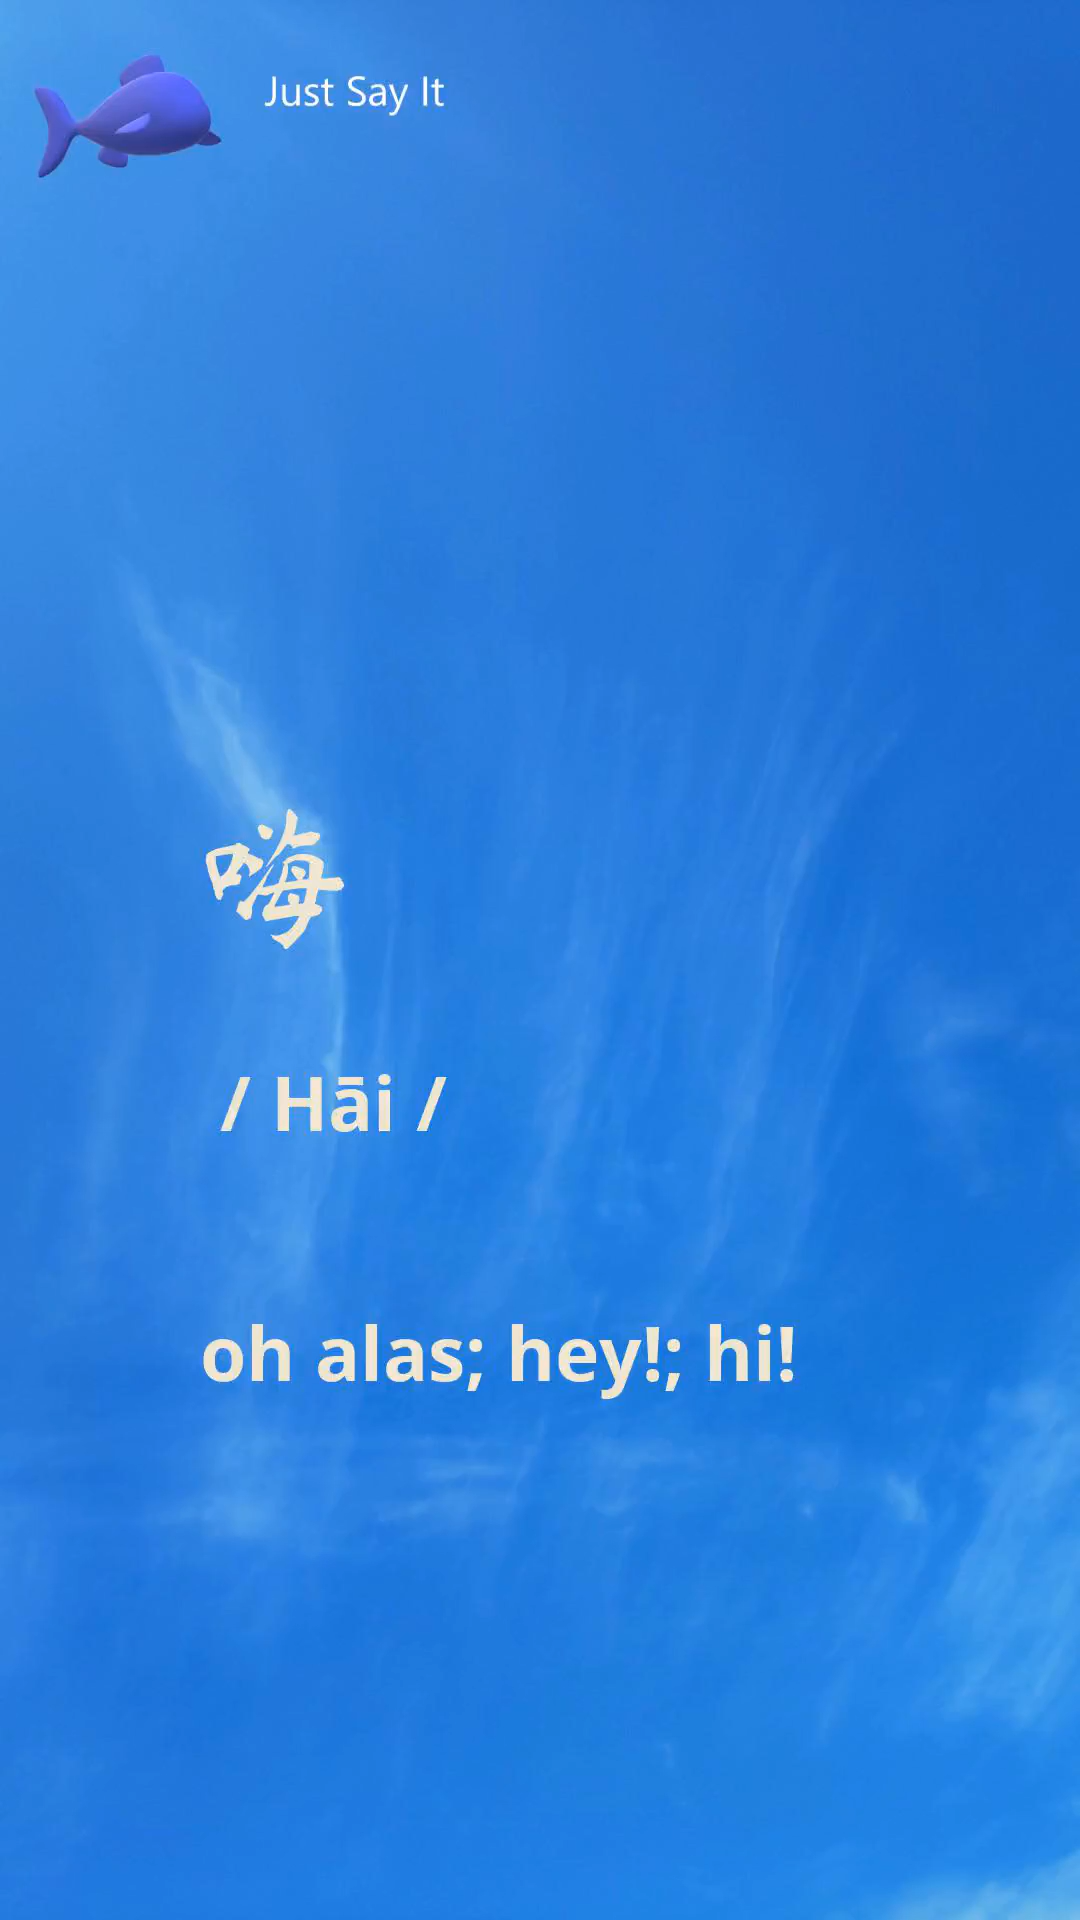 Just Say It
嗨
/ Hāi /
oh alas; hey!; hi!